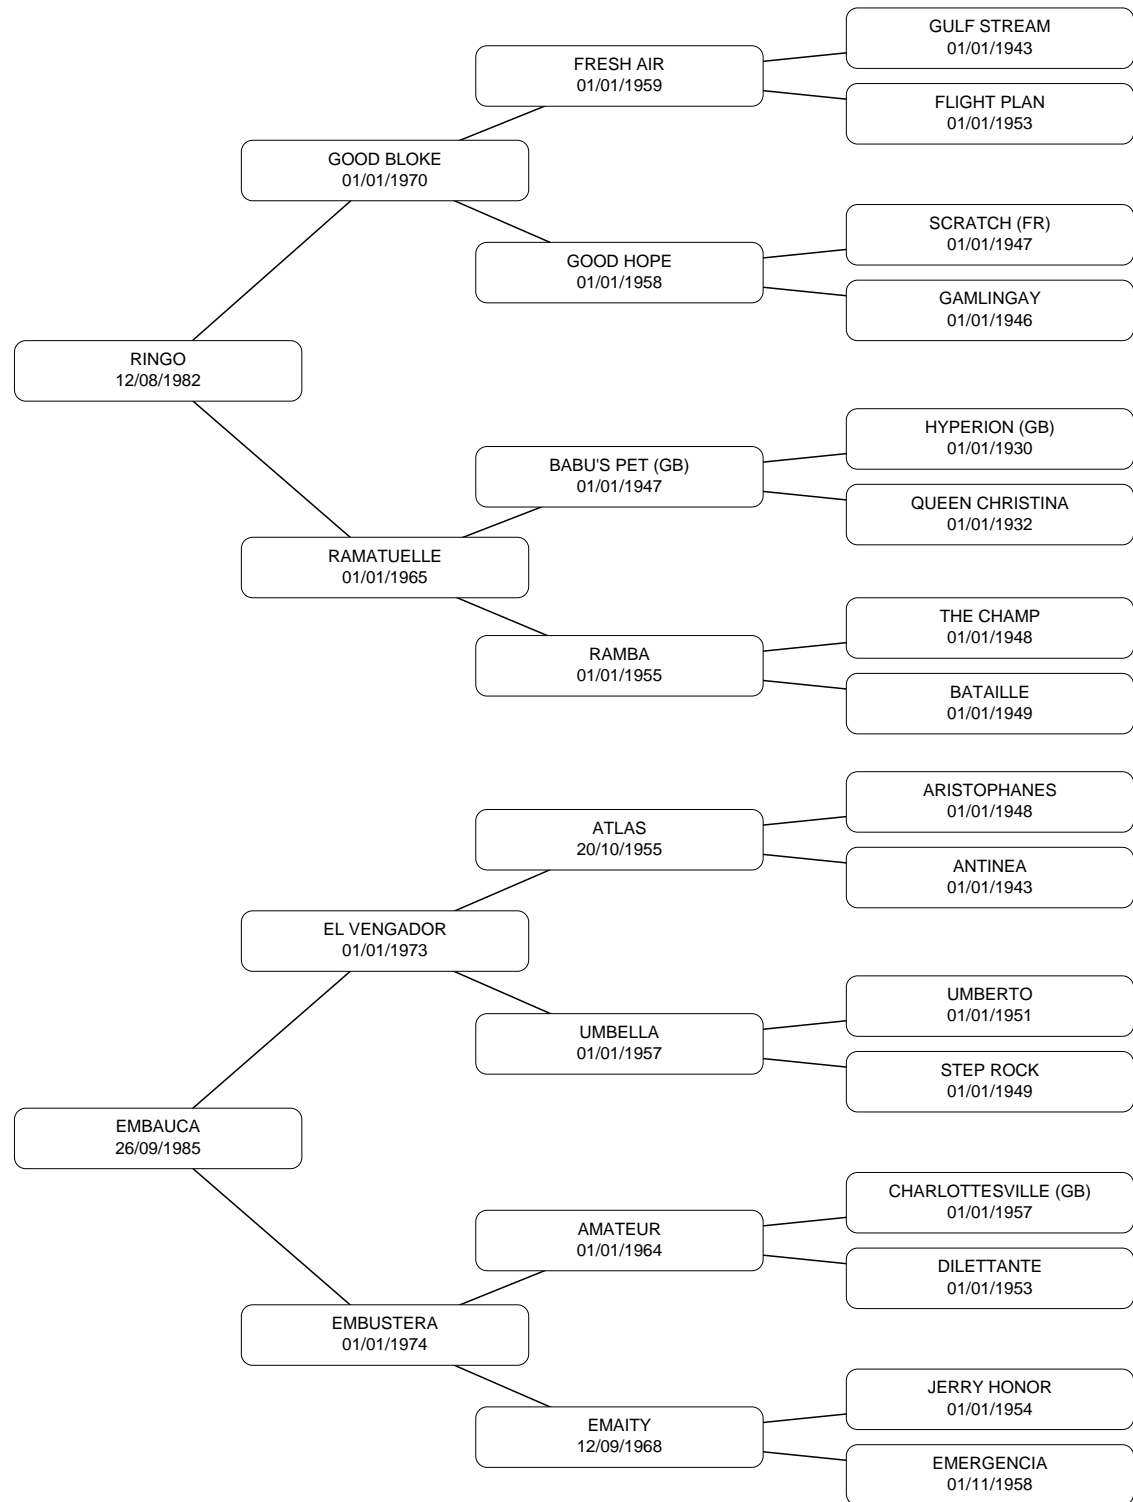 GULF STREAM
01/01/1943
FRESH AIR
01/01/1959
FLIGHT PLAN
01/01/1953
GOOD BLOKE
01/01/1970
SCRATCH (FR)
01/01/1947
GOOD HOPE
01/01/1958
GAMLINGAY
01/01/1946
RINGO
12/08/1982
HYPERION (GB)
01/01/1930
BABU'S PET (GB)
01/01/1947
QUEEN CHRISTINA
01/01/1932
RAMATUELLE
01/01/1965
THE CHAMP
01/01/1948
RAMBA
01/01/1955
BATAILLE
01/01/1949
ARISTOPHANES
01/01/1948
ATLAS
20/10/1955
ANTINEA
01/01/1943
EL VENGADOR
01/01/1973
UMBERTO
01/01/1951
UMBELLA
01/01/1957
STEP ROCK
01/01/1949
EMBAUCA
26/09/1985
CHARLOTTESVILLE (GB)
01/01/1957
AMATEUR
01/01/1964
DILETTANTE
01/01/1953
EMBUSTERA
01/01/1974
JERRY HONOR
01/01/1954
EMAITY
12/09/1968
EMERGENCIA
01/11/1958